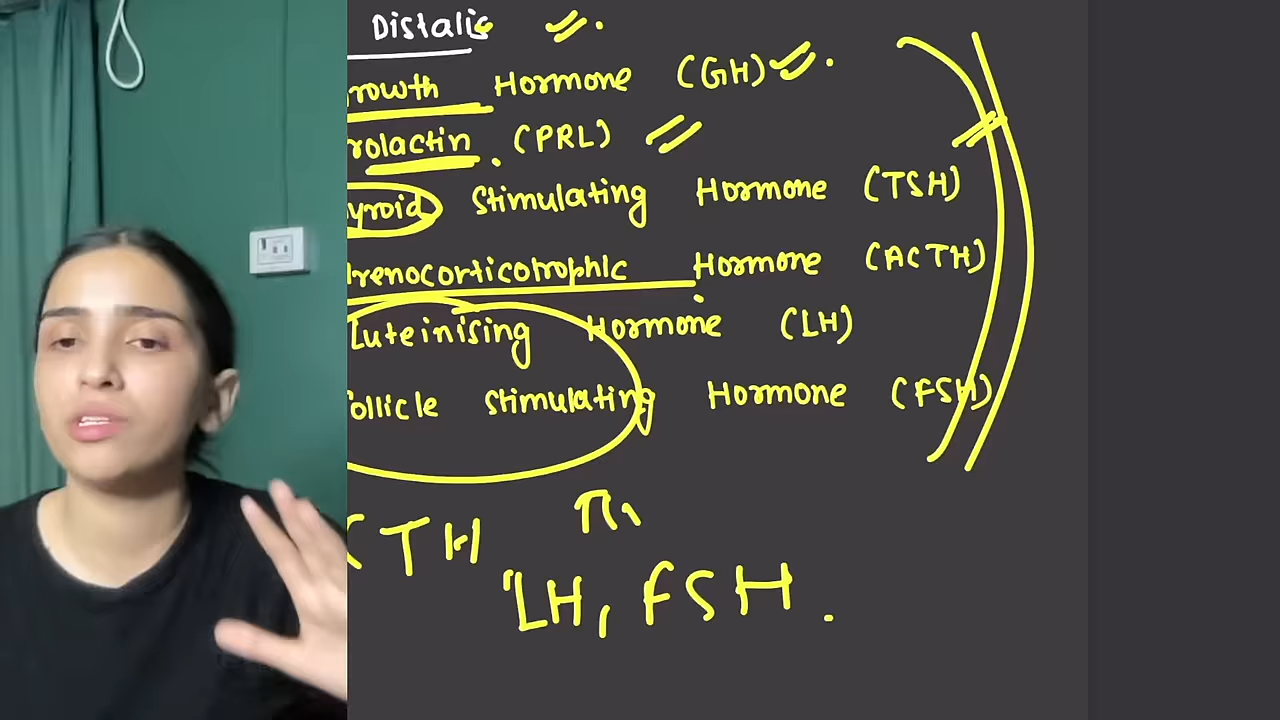 Distalis
rowth Hormone (GH)
rolactin (PRL)
yroid Stimulating Hormone (TSH)
drenocorticotrophic Hormone (ACTH)
Luteinising Hormone (LH)
ollicle Stimulating Hormone (FSH)
TH
LH, FSH.